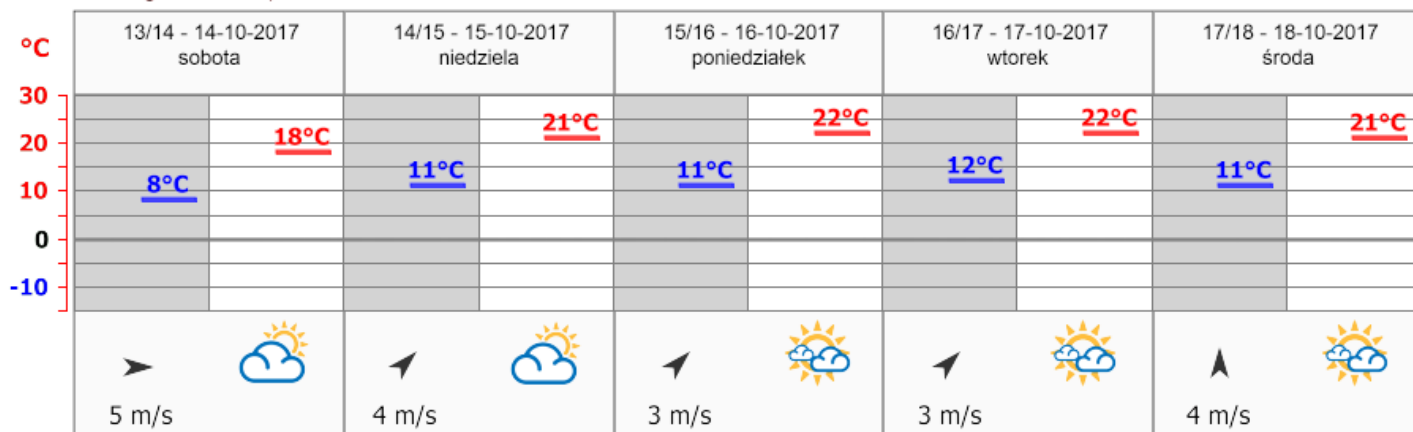 13/14 - 14-10-2017
sobota
14/15 - 15-10-2017
niedziela
15/16 - 16-10-2017
poniedziałek
16/17 - 17-10-2017
wtorek
17/18 - 18-10-2017
środa
°C
30
20
10
0
-10
8°C
18°C
11°C
21°C
11°C
22°C
12°C
22°C
11°C
21°C
5 m/s
4 m/s
3 m/s
3 m/s
4 m/s